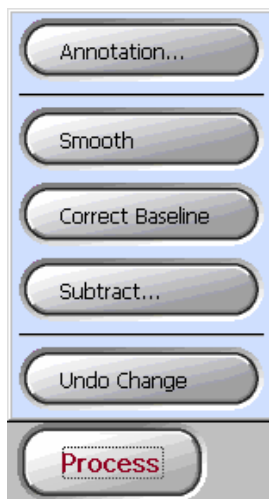 Annotation...
Smooth
Correct Baseline
Subtract...
Undo Change
Process